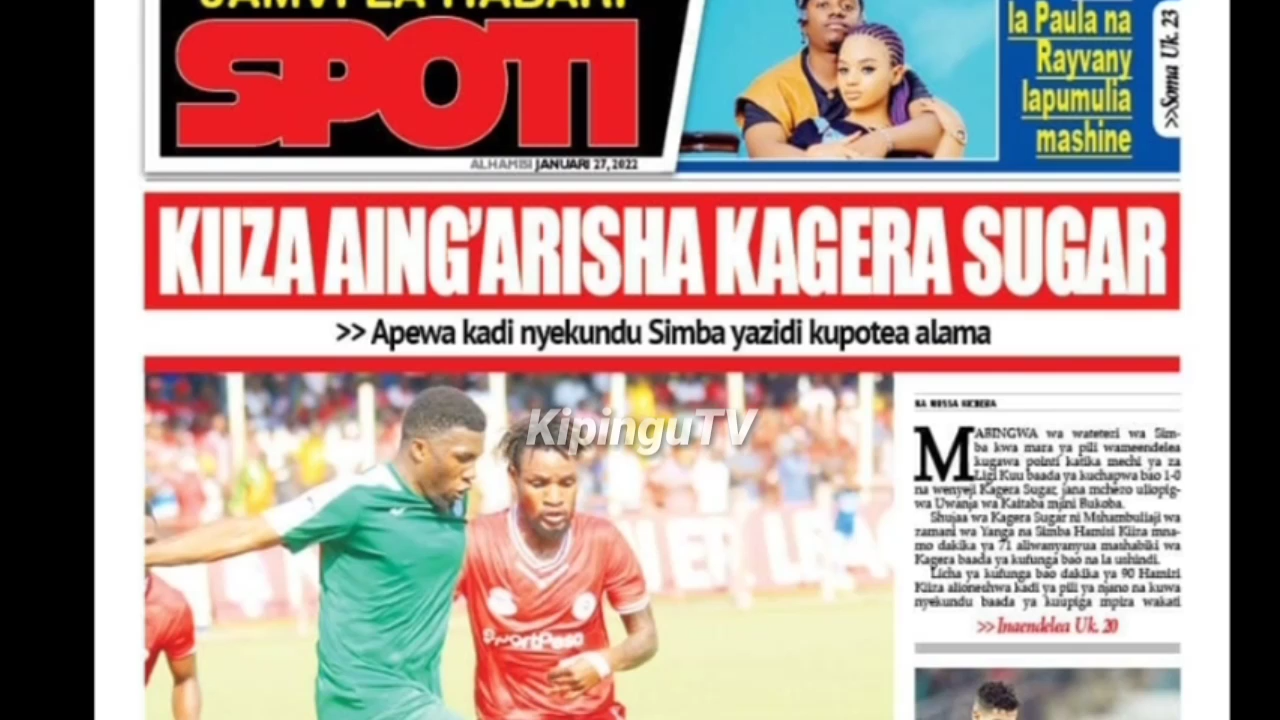 JAMVI LA HABARI
SPOTI
ALHAMISI JANUARI 27, 2022
la Paula na
Rayvany
lapumulia
mashine
>>Soma Uk. 23
KIIZA AING'ARISHA KAGERA SUGAR
>> Apewa kadi nyekundu Simba yazidi kupotea alama
KipinguTV
SportPesa
NA MUSSA
MABINGWA wa watetezi wa Sim-
ba kwa mara ya pili wameendelea
kugawa pointi katika mechi ya za
Ligi Kuu baada ya kuchapwa bao 1-0
na wenyeji Kagera Sugar, jana mchezo uliopig-
wa Uwanja wa Kaitaba mjini Bukoba.
Shujaa wa Kagera Sugar ni Mshambuliaji wa
zamani wa Yanga na Simba Hamisi Kiiza mna-
mo dakika ya 71 aliwanyanyua mashabiki wa
Kagera baada ya kufunga bao na la ushindi.
Licha ya kufunga bao dakika ya 90 Hamiri
Kiira alioneshwa kadi ya pili ya njano na kuwa
nyekundu baada ya kuupiga mpira wakati
>>Inaendelea Uk. 20